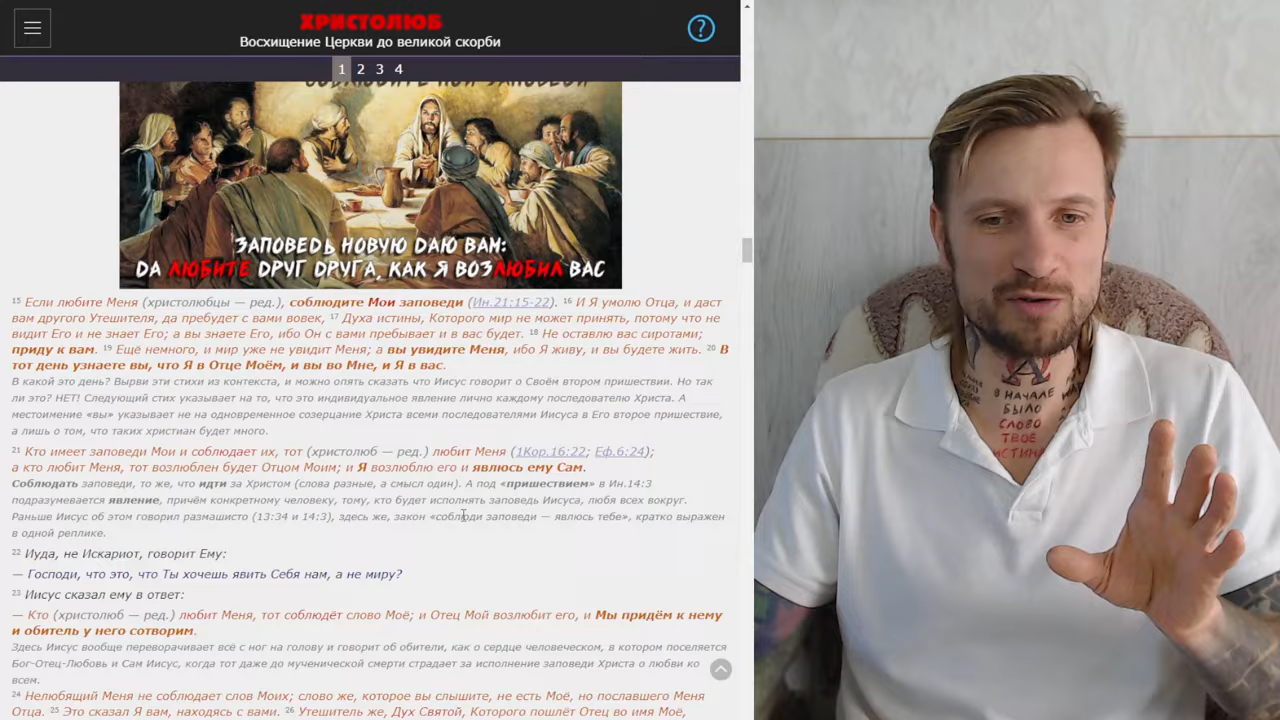 ХРИСТОЛЮБ
Восхищение Церкви до великой скорби
?
1 2 3 4
СОБЛЮДИТЕ МОИ ЗАПОВЕДИ
ЗАПОВЕДЬ НОВУЮ ДАЮ ВАМ:
ДА ЛЮБИТЕ ДРУГ ДРУГА, КАК Я ВОЗЛЮБИЛ ВАС
15 Если любите Меня (христолюбцы — ред.), соблюдите Мои заповеди (Ин.21:15-22). 16 И Я умолю Отца, и даст
вам другого Утешителя, да пребудет с вами вовек, 17 Духа истины, Которого мир не может принять, потому что не
видит Его и не знает Его; а вы знаете Его, ибо Он с вами пребывает и в вас будет. 18 Не оставлю вас сиротами;
приду к вам. 19 Ещё немного, и мир уже не увидит Меня; а вы увидите Меня, ибо Я живу, и вы будете жить. 20 В
тот день узнаете вы, что Я в Отце Моём, и вы во Мне, и Я в вас.
В какой это день? Вырви эти стихи из контекста, и можно опять сказать что Иисус говорит о Своём втором пришествии. Но так
ли это? НЕТ! Следующий стих указывает на то, что это индивидуальное явление лично каждому последователю Христа. А
местоимение «вы» указывает не на одновременное созерцание Христа всеми последователями Иисуса в Его второе пришествие,
а лишь о том, что таких христиан будет много.
21 Кто имеет заповеди Мои и соблюдает их, тот (христолюб — ред.) любит Меня (1Кор.16:22; Еф.6:24);
а кто любит Меня, тот возлюблен будет Отцом Моим; и Я возлюблю его и явлюсь ему Сам.
Соблюдать заповеди, то же, что идти за Христом (слова разные, а смысл один). А под «пришествием» в Ин.14:3
подразумевается явление, причём конкретному человеку, тому, кто будет исполнять заповедь Иисуса, любя всех вокруг.
Раньше Иисус об этом говорил размашисто (13:34 и 14:3), здесь же, закон «соблюди заповеди — явлюсь тебе», кратко выражен
в одной реплике.
22 Иуда, не Искариот, говорит Ему:
— Господи, что это, что Ты хочешь явить Себя нам, а не миру?
23 Иисус сказал ему в ответ:
— Кто (христолюб — ред.) любит Меня, тот соблюдёт слово Моё; и Отец Мой возлюбит его, и Мы придём к нему
и обитель у него сотворим.
Здесь Иисус вообще переворачивает всё с ног на голову и говорит об обители, как о сердце человеческом, в котором поселяется
Бог-Отец-Любовь и Сам Иисус, когда тот даже до мученической смерти страдает за исполнение заповеди Христа о любви ко
всем.
24 Нелюбящий Меня не соблюдает слов Моих; слово же, которое вы слышите, не есть Моё, но пославшего Меня
Отца. 25 Это сказал Я вам, находясь с вами. 26 Утешитель же, Дух Святой, Которого пошлёт Отец во имя Моё,
В НАЧАЛЕ
БЫЛО
СЛОВО
ТВОЕ
ИСТИНА